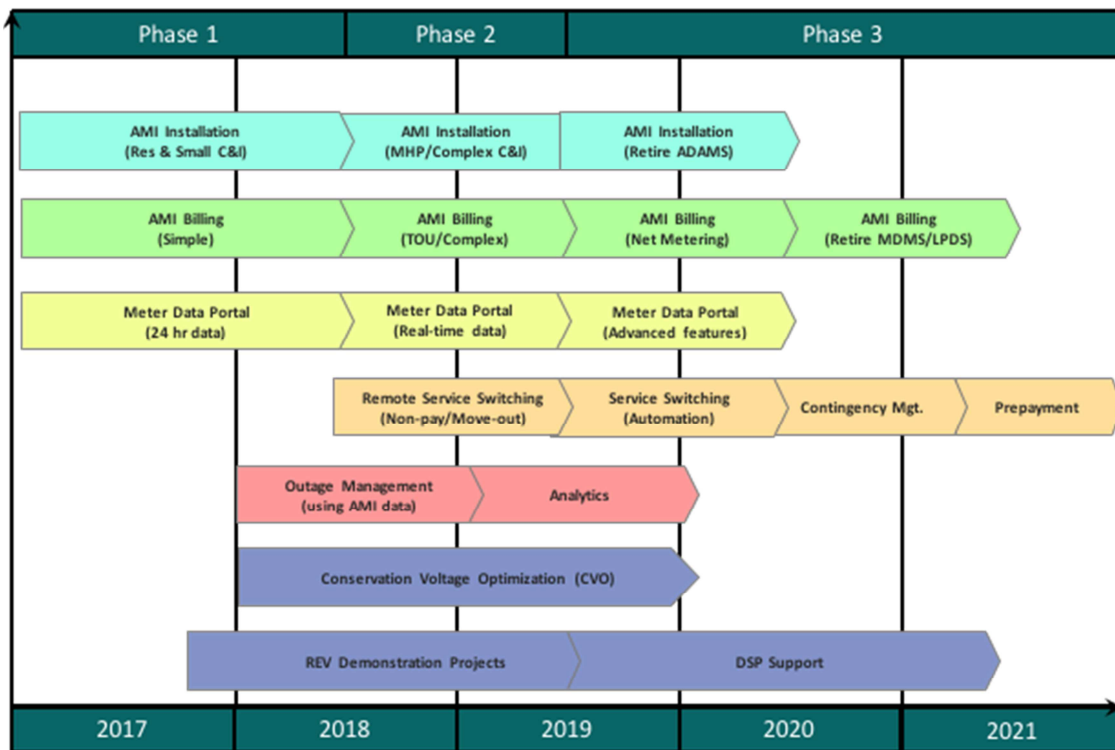 Phase 1 Phase 2 Phase 3
AMI Installation
(Res & Small C&I)
AMI Installation
(MHP/Complex C&I)
AMI Installation
(Retire ADAMS)
AMI Billing
(Simple)
AMI Billing
(TOU/Complex)
AMI Billing
(Net Metering)
AMI Billing
(Retire MDMS/LPDS)
Meter Data Portal
(24 hr data)
Meter Data Portal
(Real-time data)
Meter Data Portal
(Advanced features)
Remote Service Switching
(Non-pay/Move-out)
Service Switching
(Automation)
Contingency Mgt.
Prepayment
Outage Management
(using AMI data)
Analytics
Conservation Voltage Optimization (CVO)
REV Demonstration Projects
DSP Support
2017 2018 2019 2020 2021